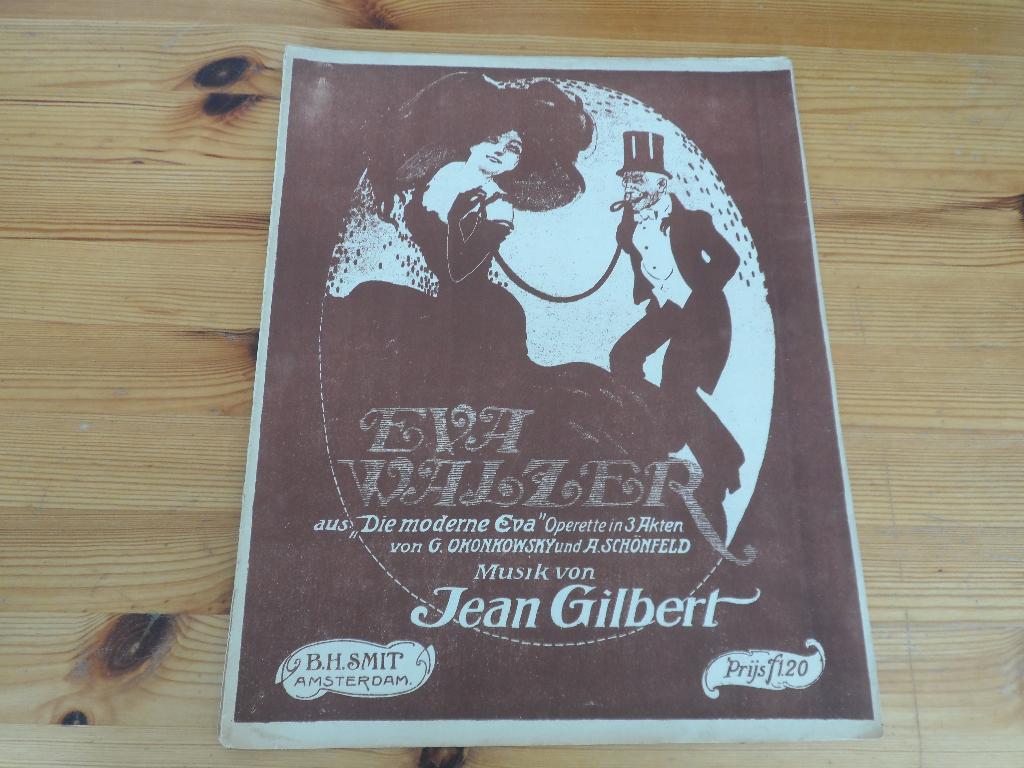 EVA
WALZER
aus „Die moderne Eva" Operette in 3 Akten
von G. OKONKOWSKY und A. SCHÖNFELD
Musik von
Jean Gilbert
B.H. SMIT
AMSTERDAM.
Prijs f1.20